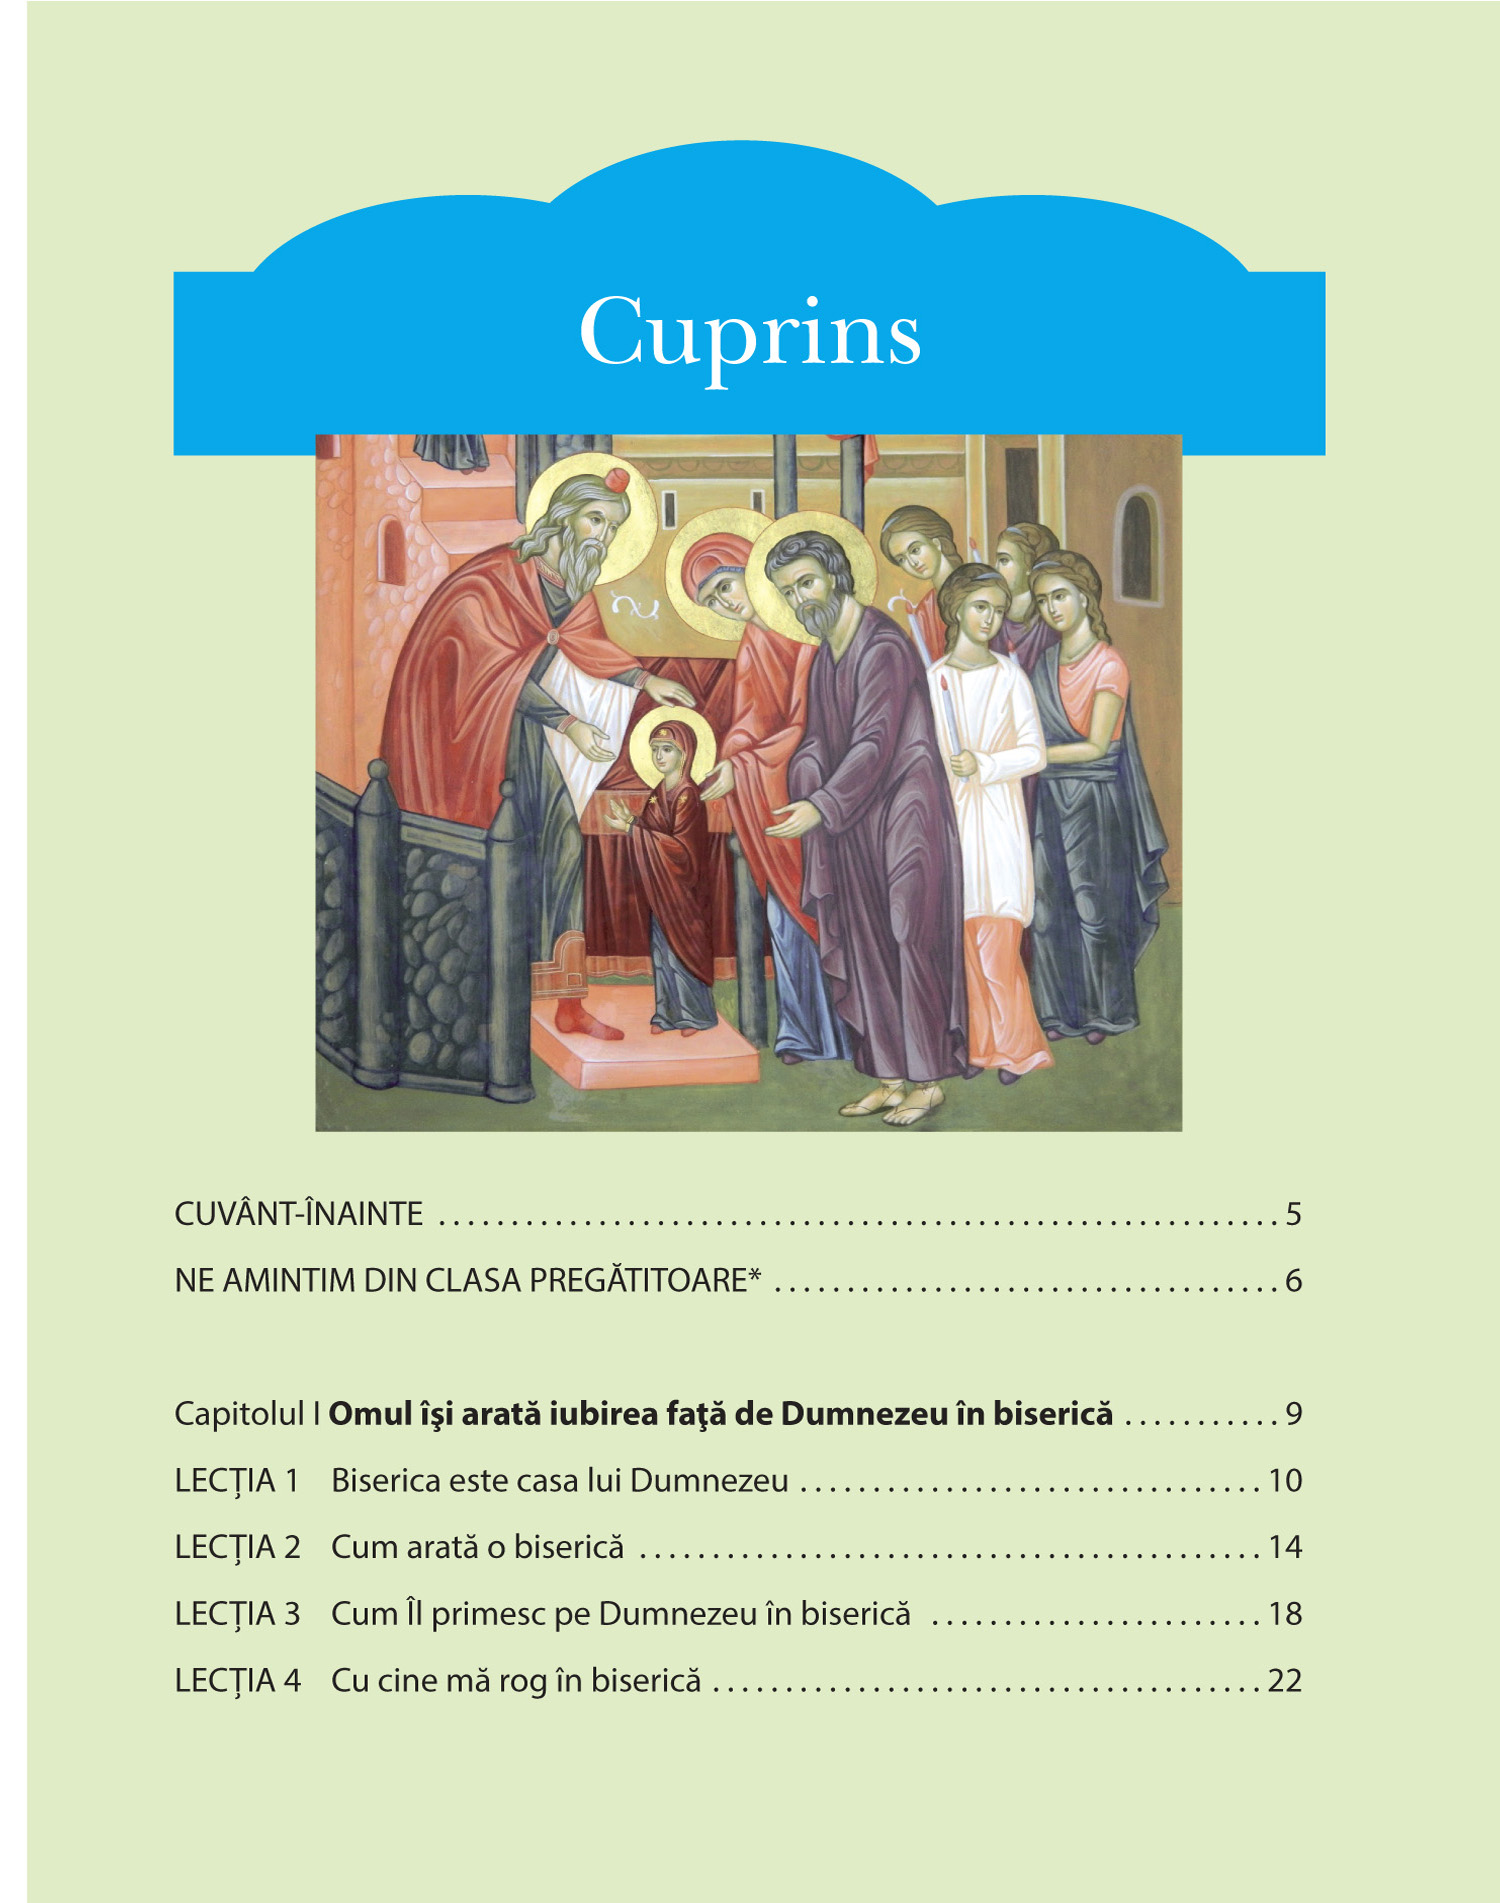 Cuprins
CUVÂNT-ÎNAINTE . . . . . . . . . . . . . . . . . . . . . . . . . . . . . . . . . . . . . . . . . . . . . . . . . . . . . . . . . . 5
NE AMINTIM DIN CLASA PREGĂTITOARE* . . . . . . . . . . . . . . . . . . . . . . . . . . . . . . . . . . . 6
Capitolul I Omul îşi arată iubirea faţă de Dumnezeu în biserică . . . . . . . . . . . 9
LECȚIA 1 Biserica este casa lui Dumnezeu . . . . . . . . . . . . . . . . . . . . . . . . . . . . . . . . 10
LECȚIA 2 Cum arată o biserică . . . . . . . . . . . . . . . . . . . . . . . . . . . . . . . . . . . . . . . . . . . 14
LECȚIA 3 Cum Îl primesc pe Dumnezeu în biserică . . . . . . . . . . . . . . . . . . . . . . . 18
LECȚIA 4 Cu cine mă rog în biserică . . . . . . . . . . . . . . . . . . . . . . . . . . . . . . . . . . . . . . 22